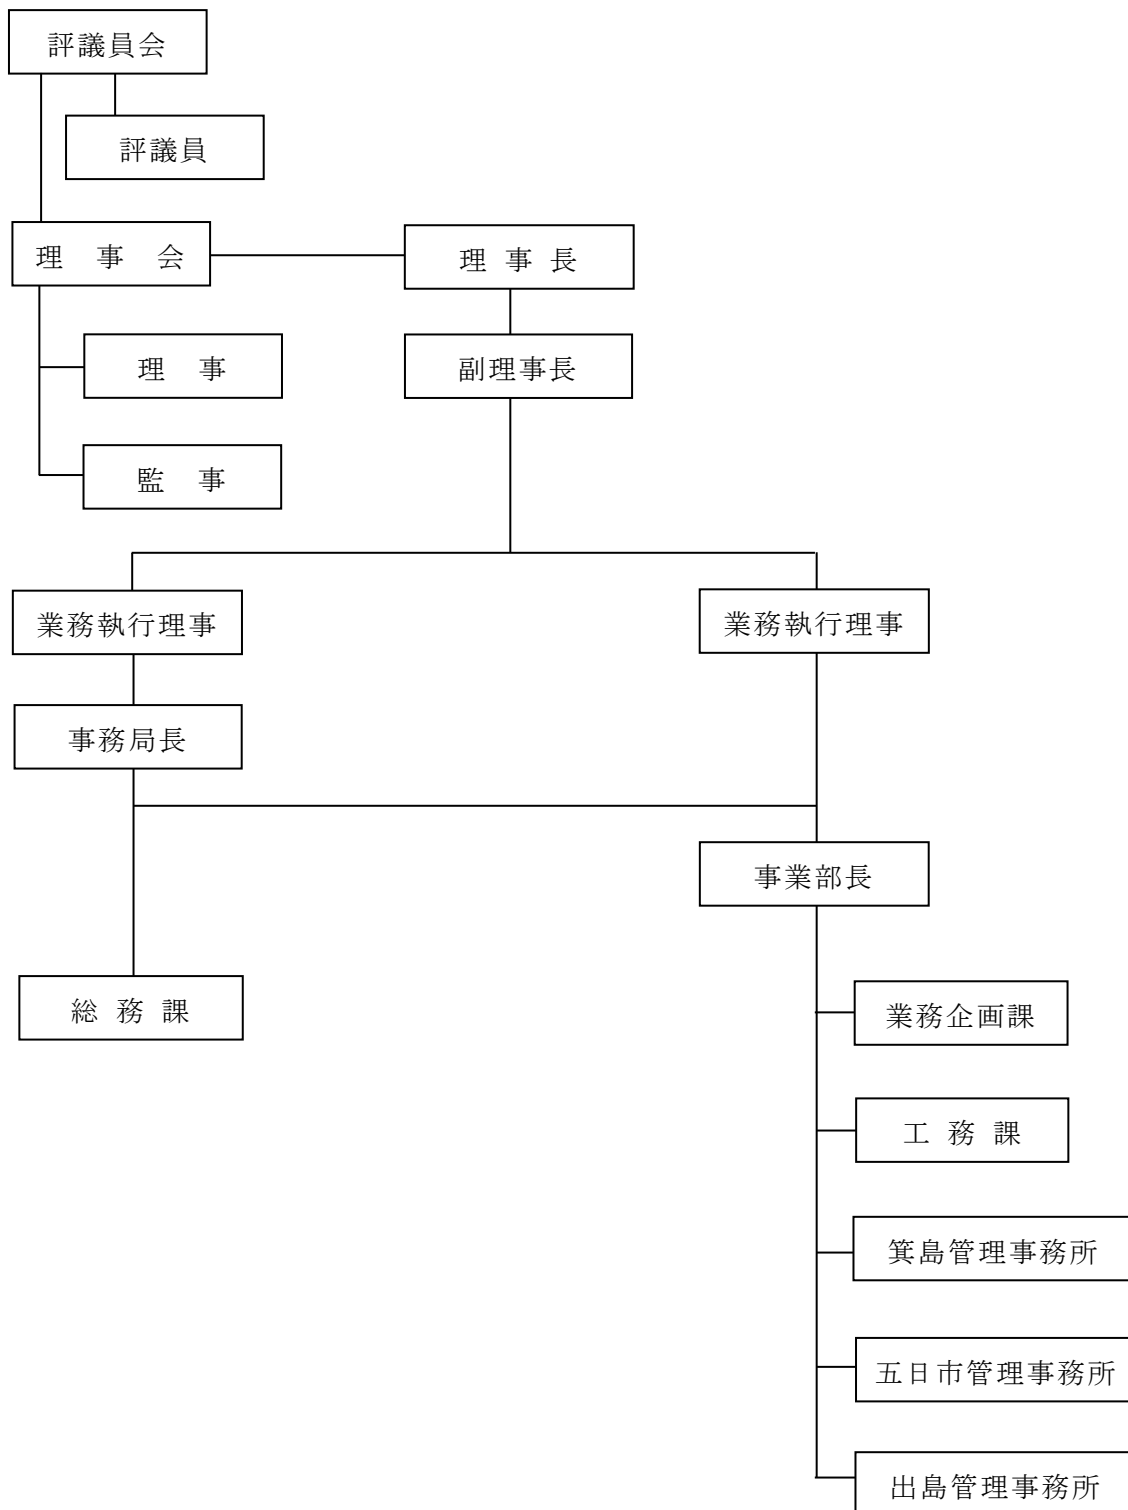 評議員会
評議員
理　事　会
理 事 長
理　事
副理事長
監　事
業務執行理事
業務執行理事
事務局長
事業部長
総 務 課
業務企画課
工 務 課
箕島管理事務所
五日市管理事務所
出島管理事務所